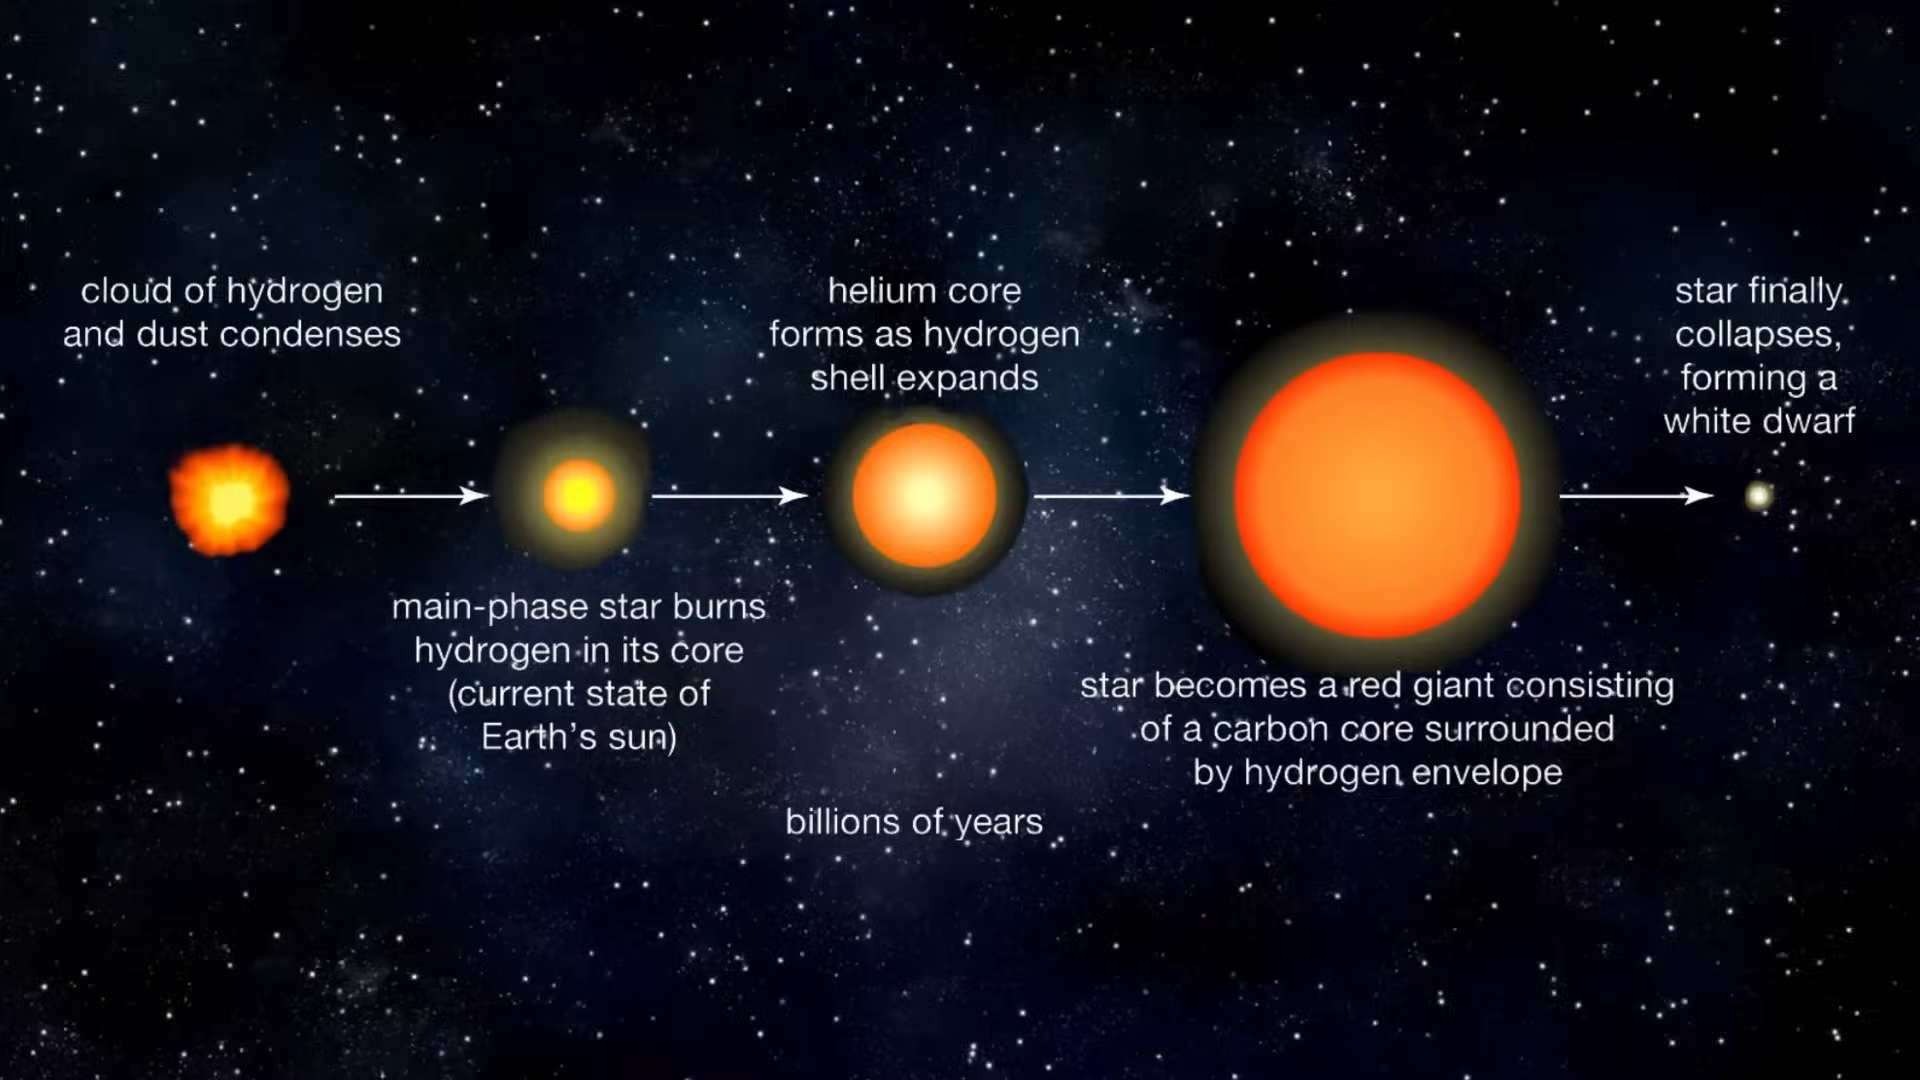 cloud of hydrogen
and dust condenses
main-phase star burns
hydrogen in its core
(current state of
Earth’s sun)
helium core
forms as hydrogen
shell expands
star becomes a red giant consisting
of a carbon core surrounded
by hydrogen envelope
star finally
collapses,
forming a
white dwarf
billions of years